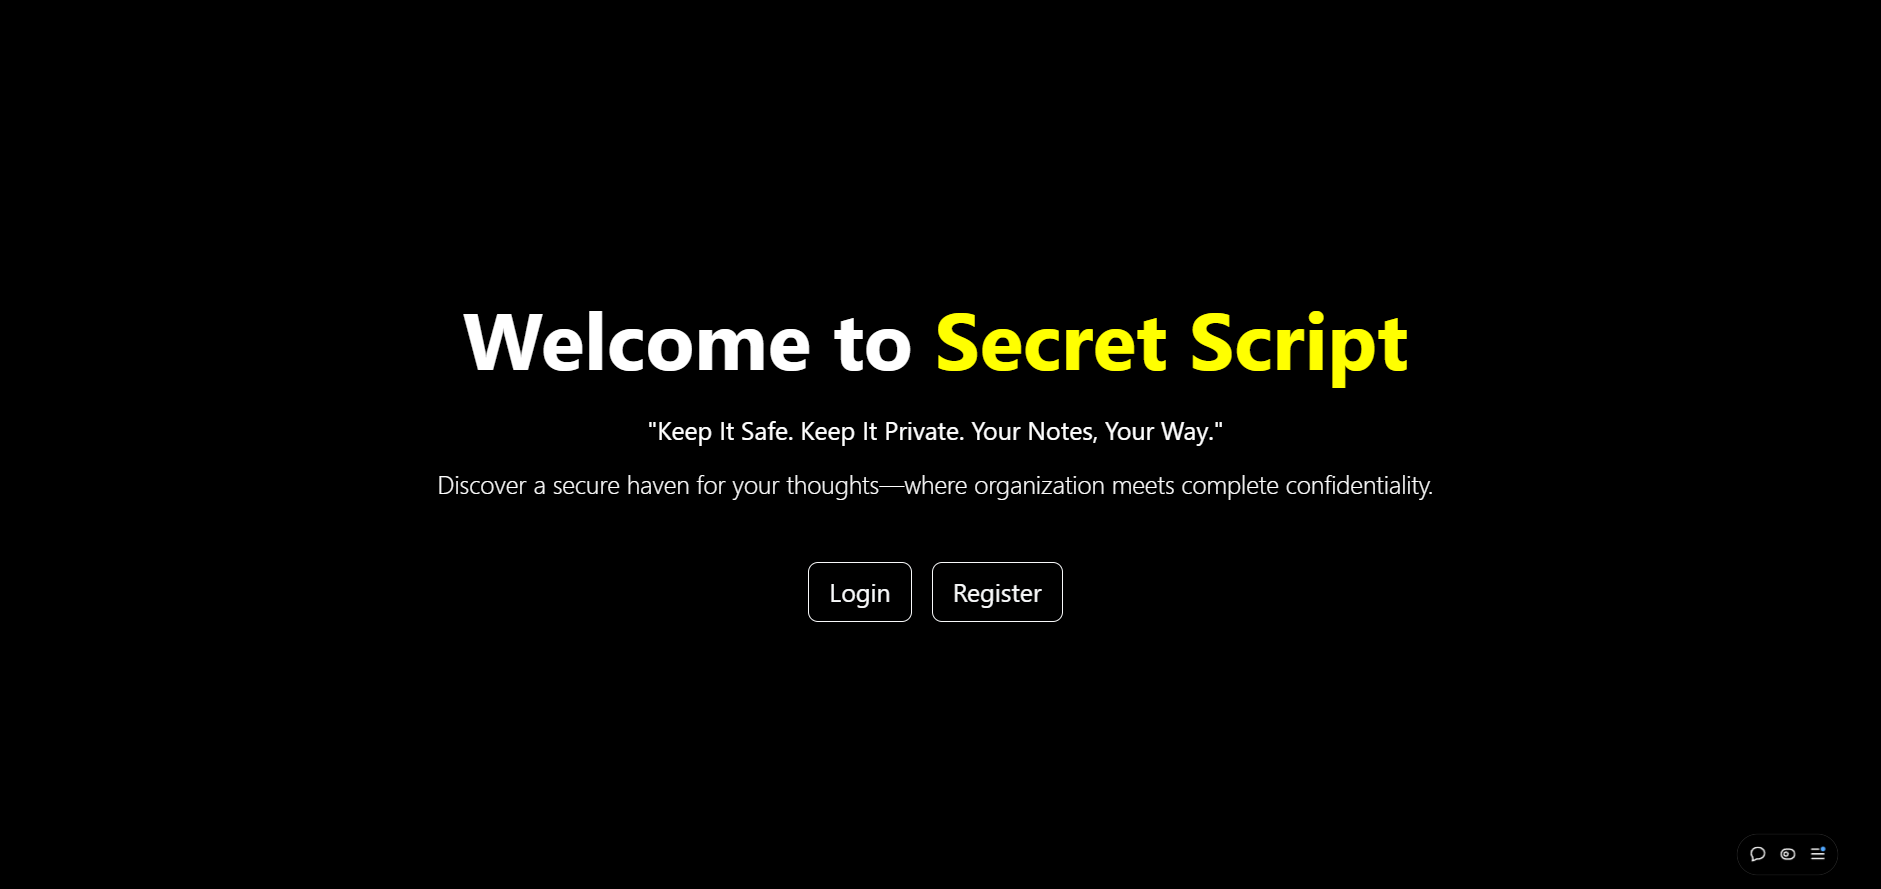 Welcome to Secret Script
"Keep It Safe. Keep It Private. Your Notes, Your Way."
Discover a secure haven for your thoughts—where organization meets complete confidentiality.
Login
Register